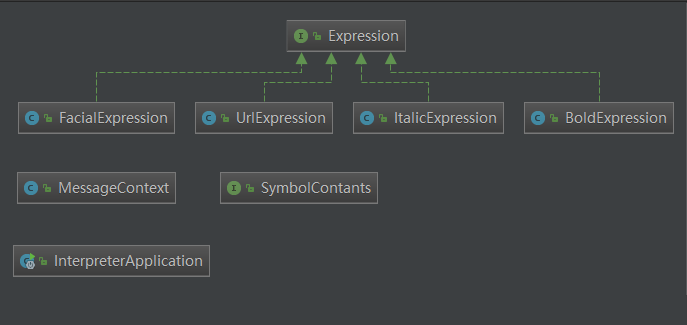 Expression
FacialExpression UrlExpression ItalicExpression BoldExpression
MessageContext SymbolContants
InterpreterApplication